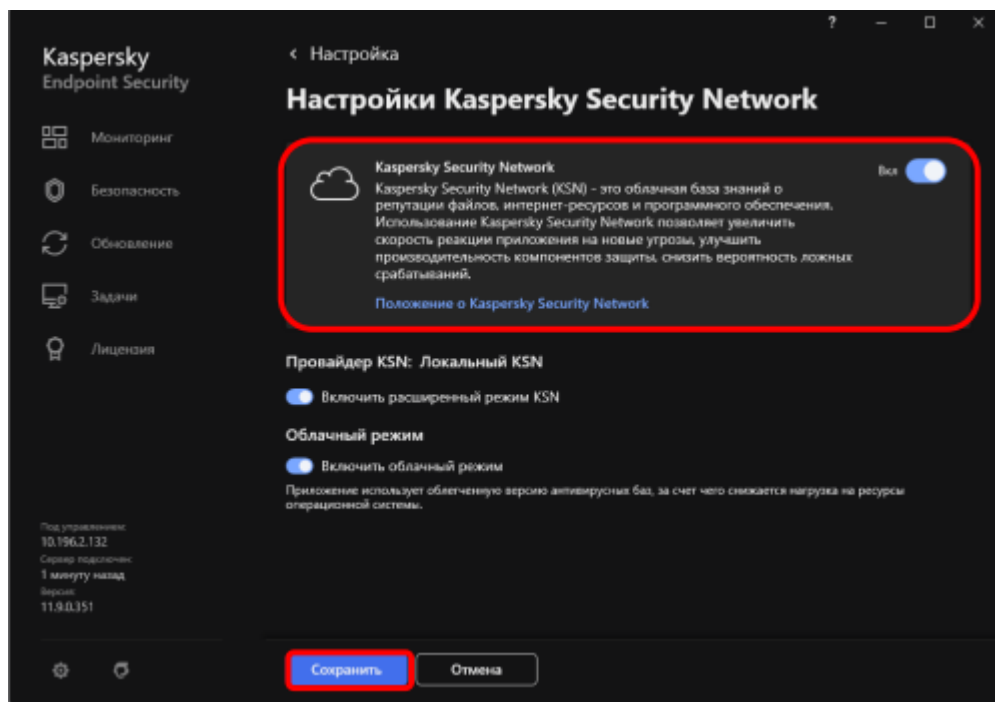 ?
Kaspersky
Endpoint Security
Мониторинг
Безопасность
Обновление
Задачи
Лицензия
Под управлением:
10.196.2.132
Сервер подключен:
1 минуту назад
Версия:
11.9.0.351
< Настройка
Настройки Kaspersky Security Network
Kaspersky Security Network
Вкл
Kaspersky Security Network (KSN) - это облачная база знаний о
репутации файлов, интернет-ресурсов и программного обеспечения.
Использование Kaspersky Security Network позволяет увеличить
скорость реакции приложения на новые угрозы, улучшить
производительность компонентов защиты, снизить вероятность ложных
срабатываний.
Положение о Kaspersky Security Network
Провайдер KSN: Локальный KSN
Включить расширенный режим KSN
Облачный режим
Включить облачный режим
Приложение использует облегченную версию антивирусных баз, за счет чего снижается нагрузка на ресурсы
операционной системы.
Сохранить
Отмена